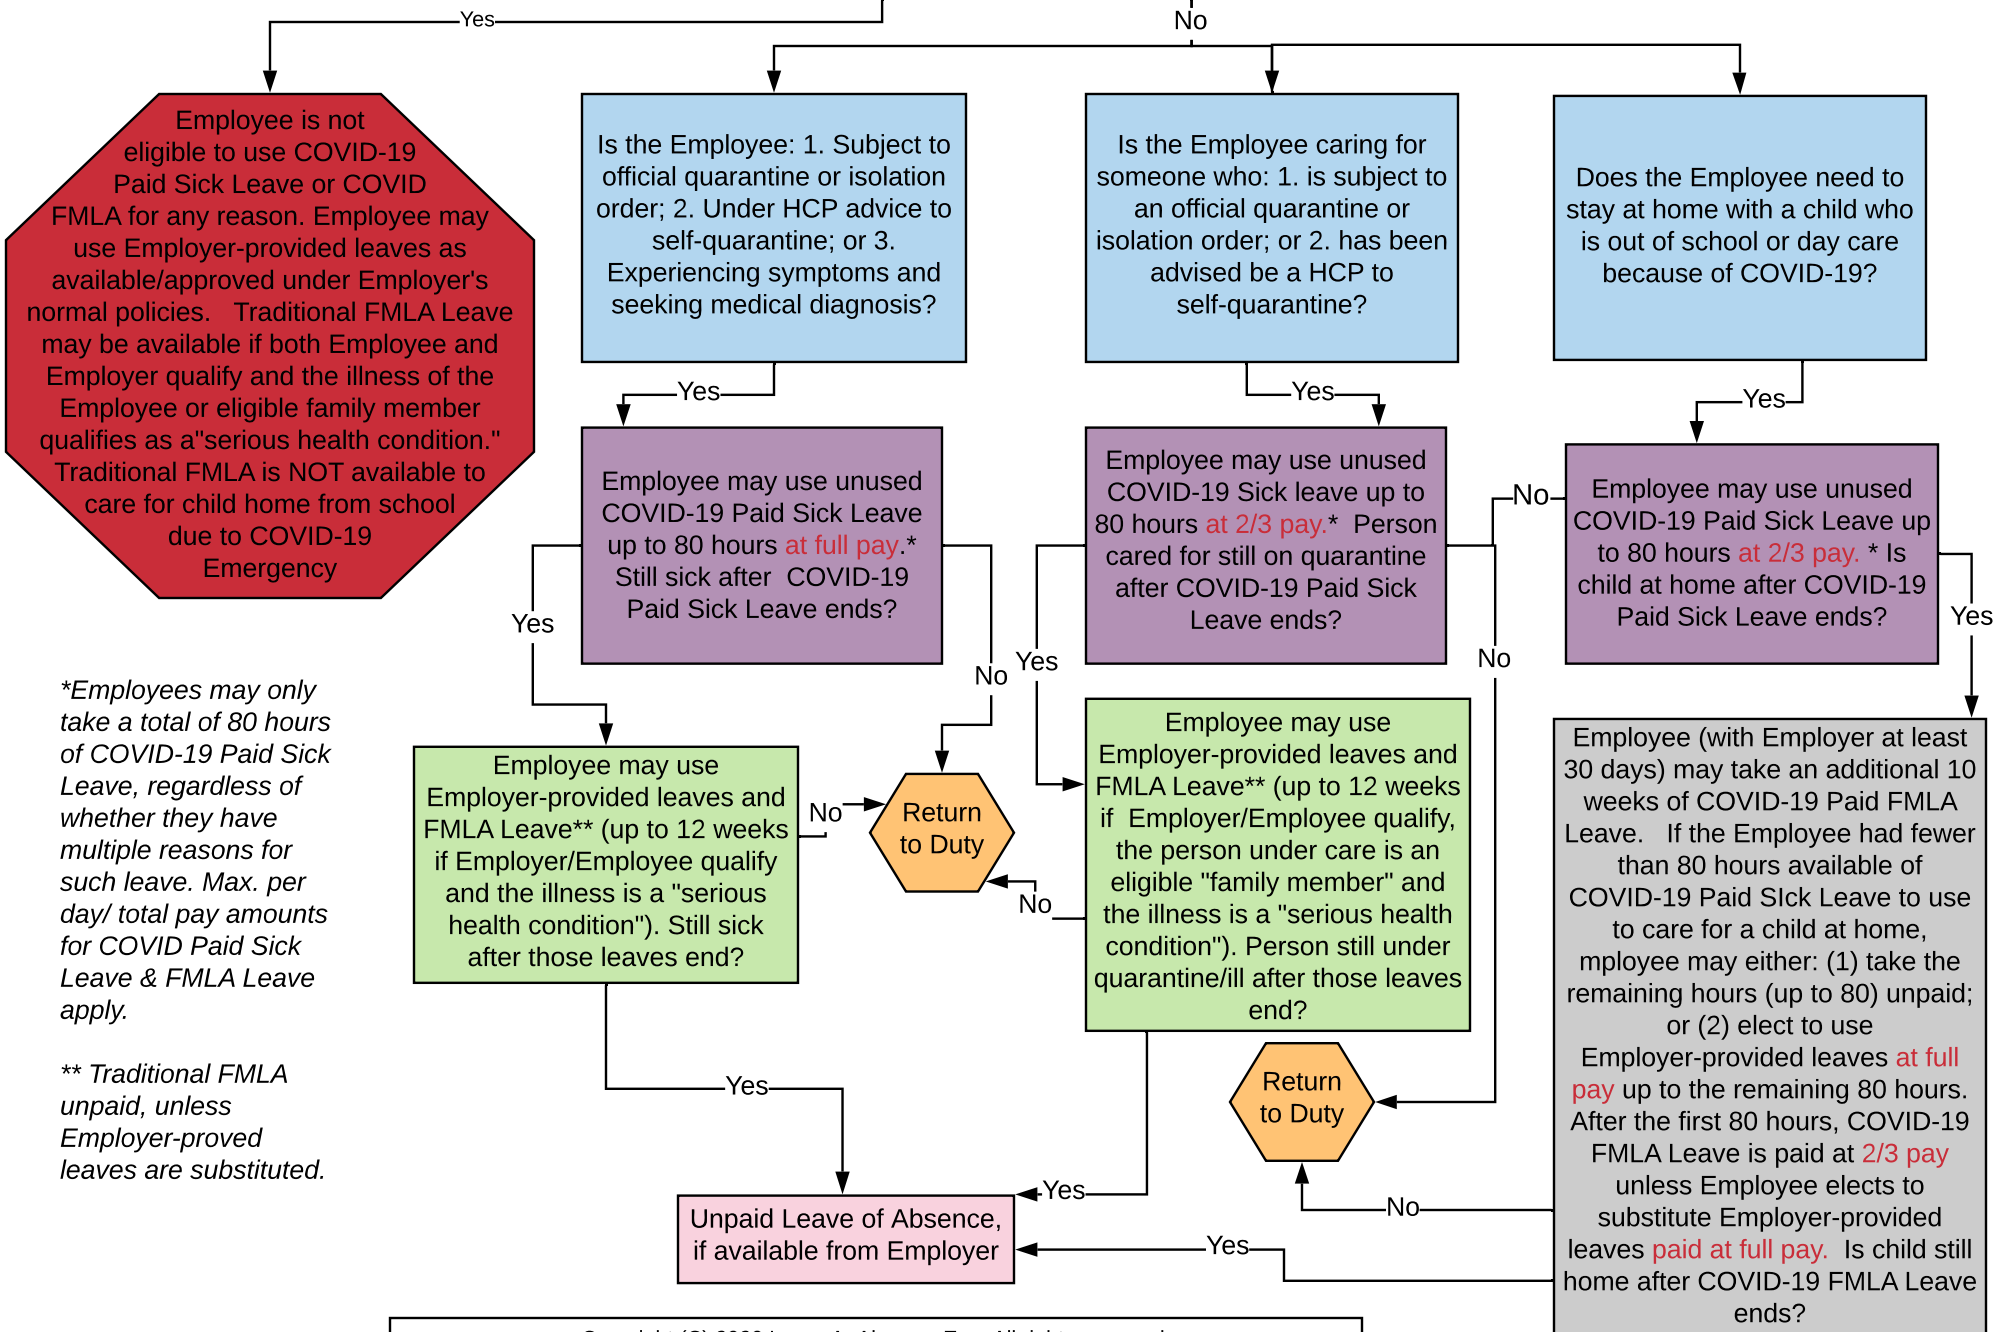 Yes
No
Employee is not
eligible to use COVID-19
Paid Sick Leave or COVID
FMLA for any reason. Employee may
use Employer-provided leaves as
available/approved under Employer's
normal policies.   Traditional FMLA Leave
may be available if both Employee and
Employer qualify and the illness of the
Employee or eligible family member
qualifies as a"serious health condition."
Traditional FMLA is NOT available to
care for child home from school
due to COVID-19
Emergency
Is the Employee: 1. Subject to
official quarantine or isolation
order; 2. Under HCP advice to
self-quarantine; or 3.
Experiencing symptoms and
seeking medical diagnosis?
Is the Employee caring for
someone who: 1. is subject to
an official quarantine or
isolation order; or 2. has been
advised be a HCP to
self-quarantine?
Does the Employee need to
stay at home with a child who
is out of school or day care
because of COVID-19?
Yes
Yes
Yes
Employee may use unused
COVID-19 Paid Sick Leave
up to 80 hours at full pay.*
Still sick after  COVID-19
Paid Sick Leave ends?
Employee may use unused
COVID-19 Sick leave up to
80 hours at 2/3 pay.*  Person
cared for still on quarantine
after COVID-19 Paid Sick
Leave ends?
No
Employee may use unused
COVID-19 Paid Sick Leave up
to 80 hours at 2/3 pay. * Is
child at home after COVID-19
Paid Sick Leave ends?
Yes
No
Yes
No
Yes
*Employees may only
take a total of 80 hours
of COVID-19 Paid Sick
Leave, regardless of
whether they have
multiple reasons for
such leave. Max. per
day/ total pay amounts
for COVID Paid Sick
Leave & FMLA Leave
apply.
** Traditional FMLA
unpaid, unless
Employer-proved
leaves are substituted.
Employee may use
Employer-provided leaves and
FMLA Leave** (up to 12 weeks
if Employer/Employee qualify
and the illness is a "serious
health condition"). Still sick
after those leaves end?
No
Return
to Duty
No
Employee may use
Employer-provided leaves and
FMLA Leave** (up to 12 weeks
if  Employer/Employee qualify,
the person under care is an
eligible "family member" and
the illness is a "serious health
condition"). Person still under
quarantine/ill after those leaves
end?
Employee (with Employer at least
30 days) may take an additional 10
weeks of COVID-19 Paid FMLA
Leave.   If the Employee had fewer
than 80 hours available of
COVID-19 Paid SIck Leave to use
to care for a child at home,
mployee may either: (1) take the
remaining hours (up to 80) unpaid;
or (2) elect to use
Employer-provided leaves at full
pay up to the remaining 80 hours.
After the first 80 hours, COVID-19
FMLA Leave is paid at 2/3 pay
unless Employee elects to
substitute Employer-provided
leaves paid at full pay.  Is child still
home after COVID-19 FMLA Leave
ends?
Return
to Duty
Yes
Yes
No
Yes
Unpaid Leave of Absence,
if available from Employer